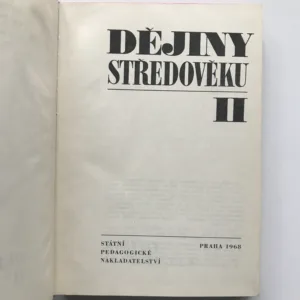 DĚJINY
STŘEDOVĚKU
II
STÁTNÍ
PEDAGOGICKÉ
NAKLADATELSTVÍ
PRAHA 1968